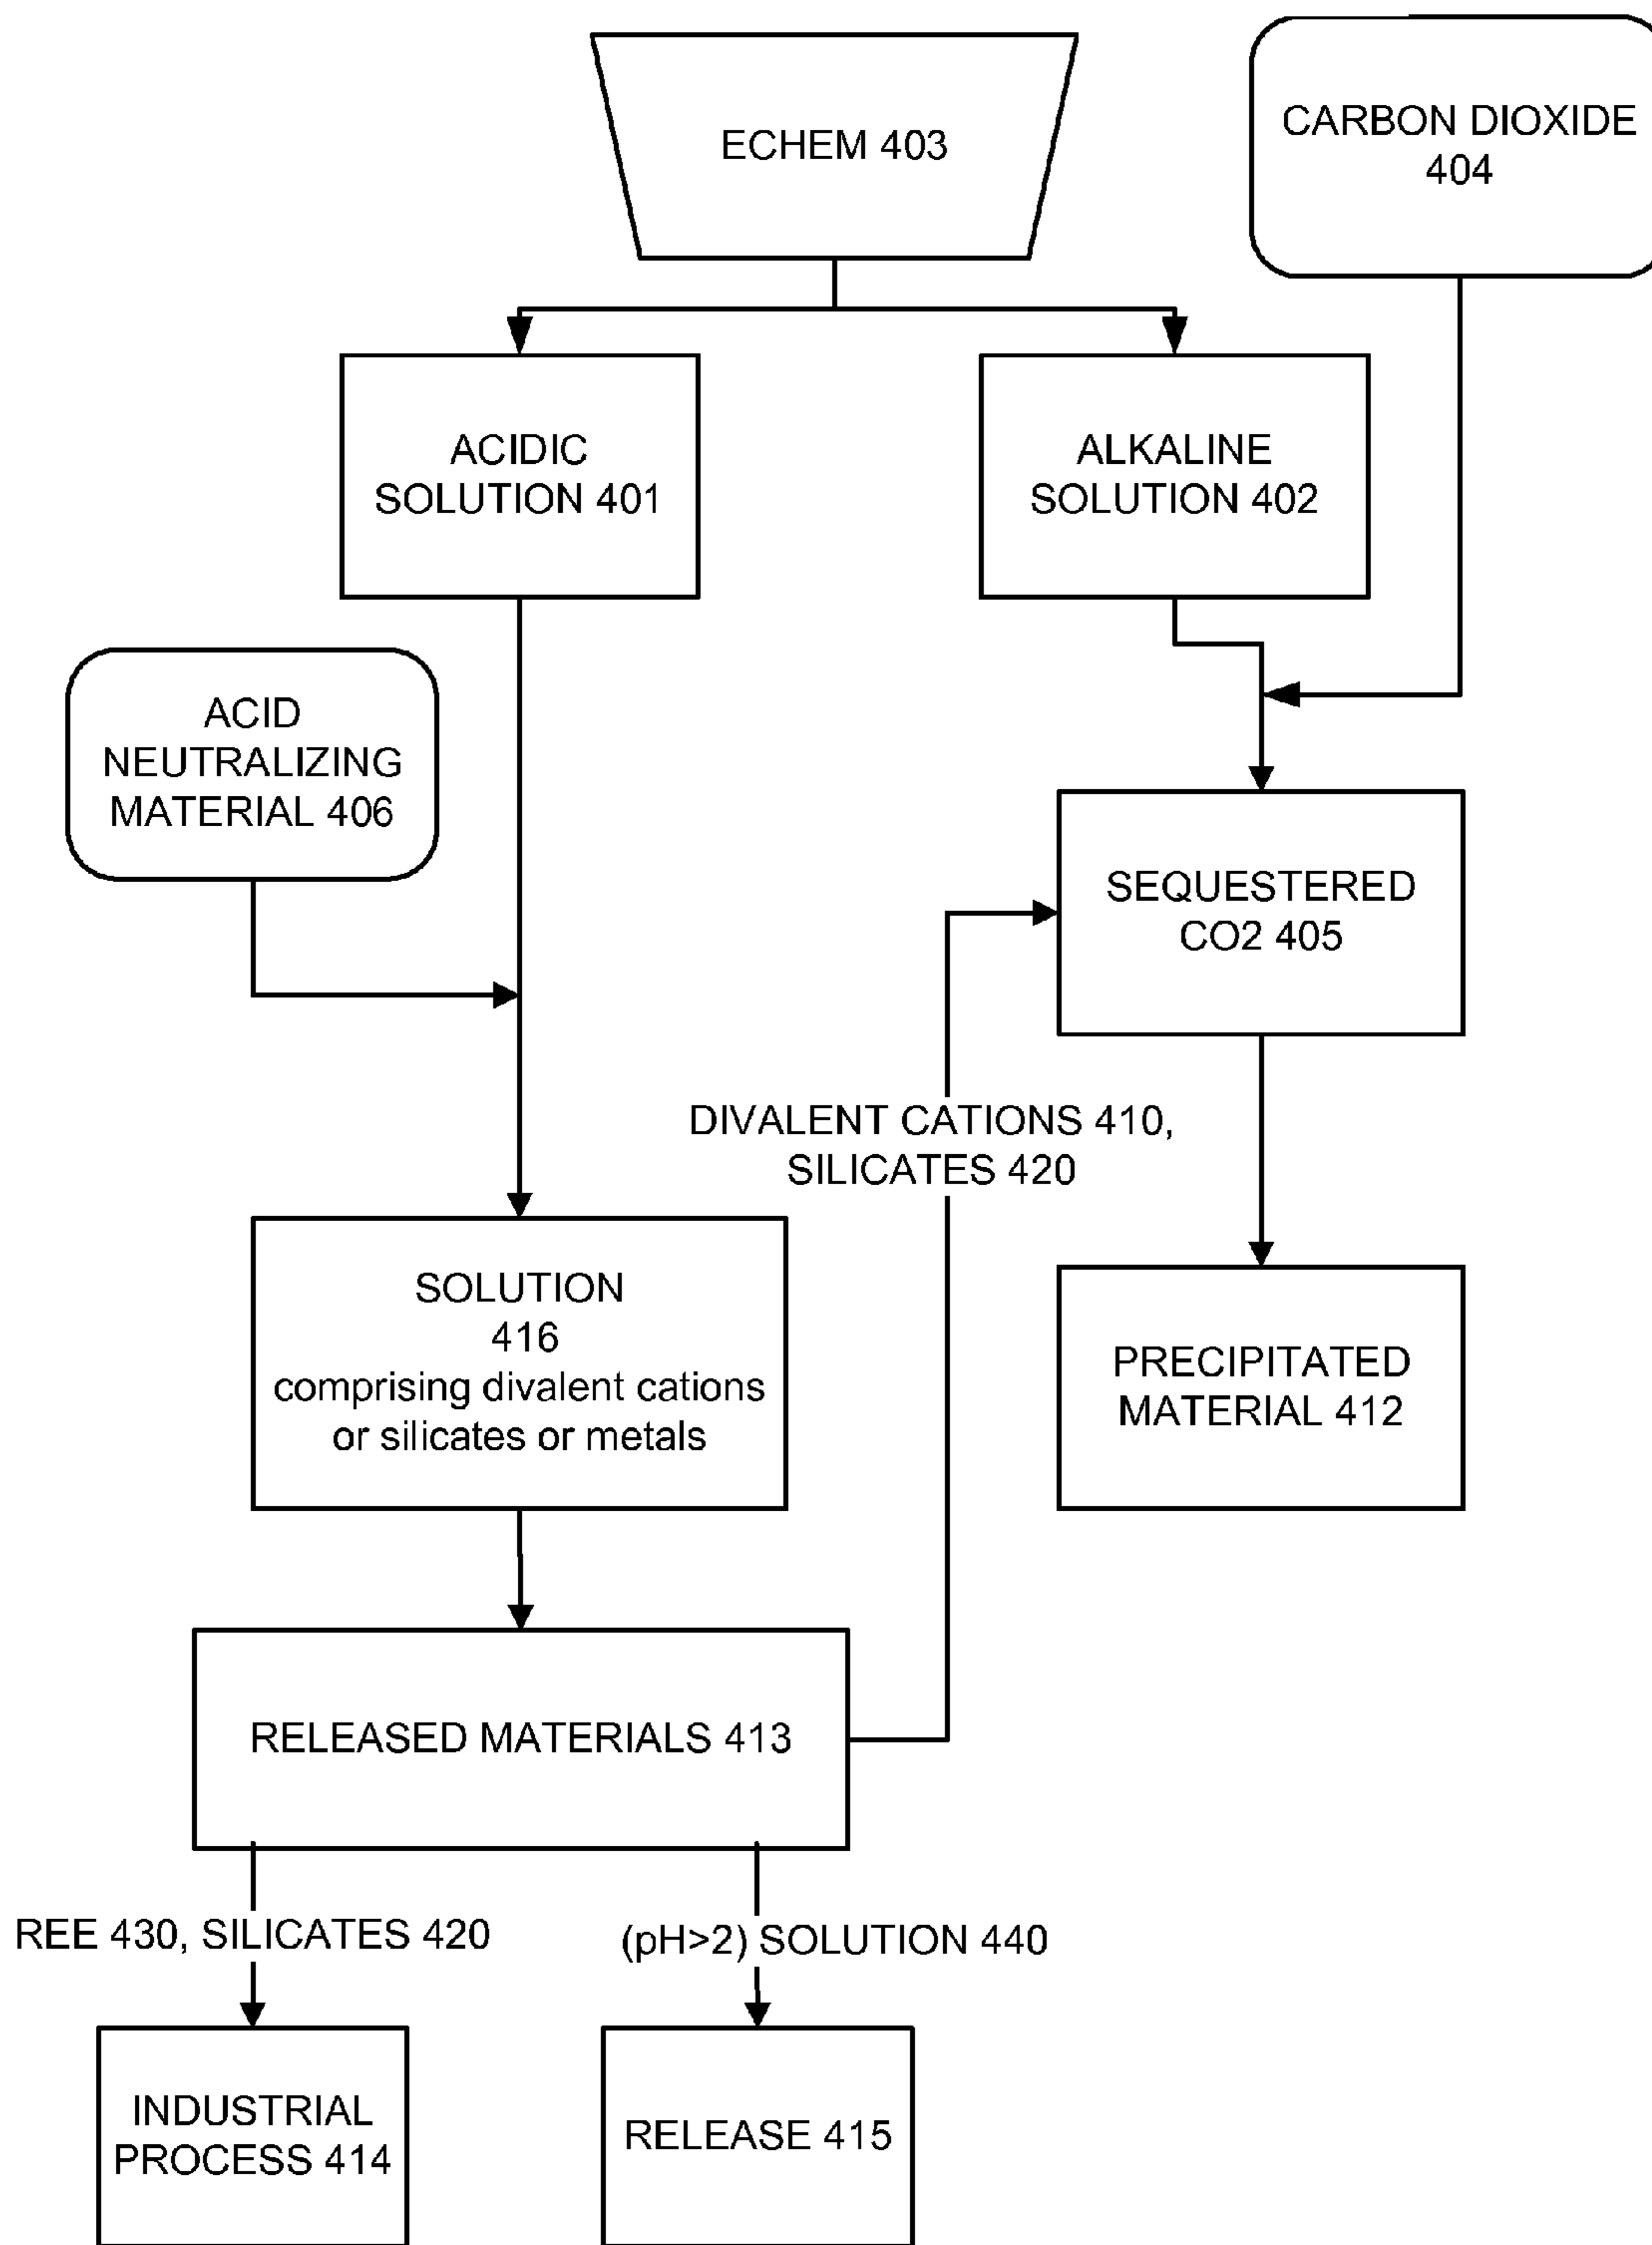 ECHEM 403
CARBON DIOXIDE
404
ACIDIC
SOLUTION 401
ALKALINE
SOLUTION 402
ACID
NEUTRALIZING
MATERIAL 406
SEQUESTERED
CO2 405
DIVALENT CATIONS 410,
SILICATES 420
SOLUTION
416
comprising divalent cations
or silicates or metals
PRECIPITATED
MATERIAL 412
RELEASED MATERIALS 413
REE 430, SILICATES 420
(pH>2) SOLUTION 440
INDUSTRIAL
PROCESS 414
RELEASE 415